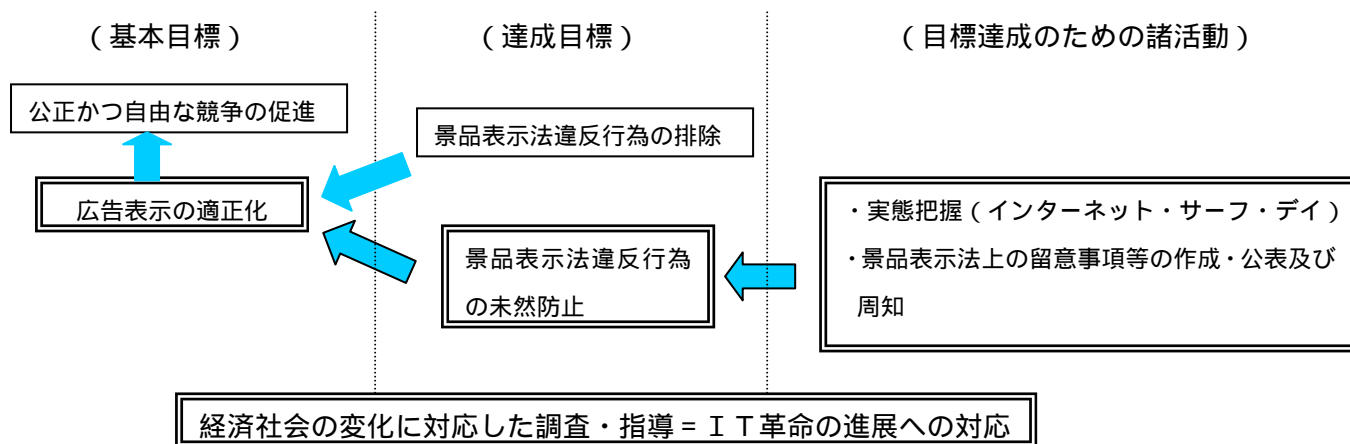 （基本目標）
（達成目標）
（目標達成のための諸活動）
公正かつ自由な競争の促進
景品表示法違反行為の排除
広告表示の適正化
景品表示法違反行為
の未然防止
・実態把握（インターネット・サーフ・デイ）
・景品表示法上の留意事項等の作成・公表及び
周知
経済社会の変化に対応した調査・指導＝ＩＴ革命の進展への対応